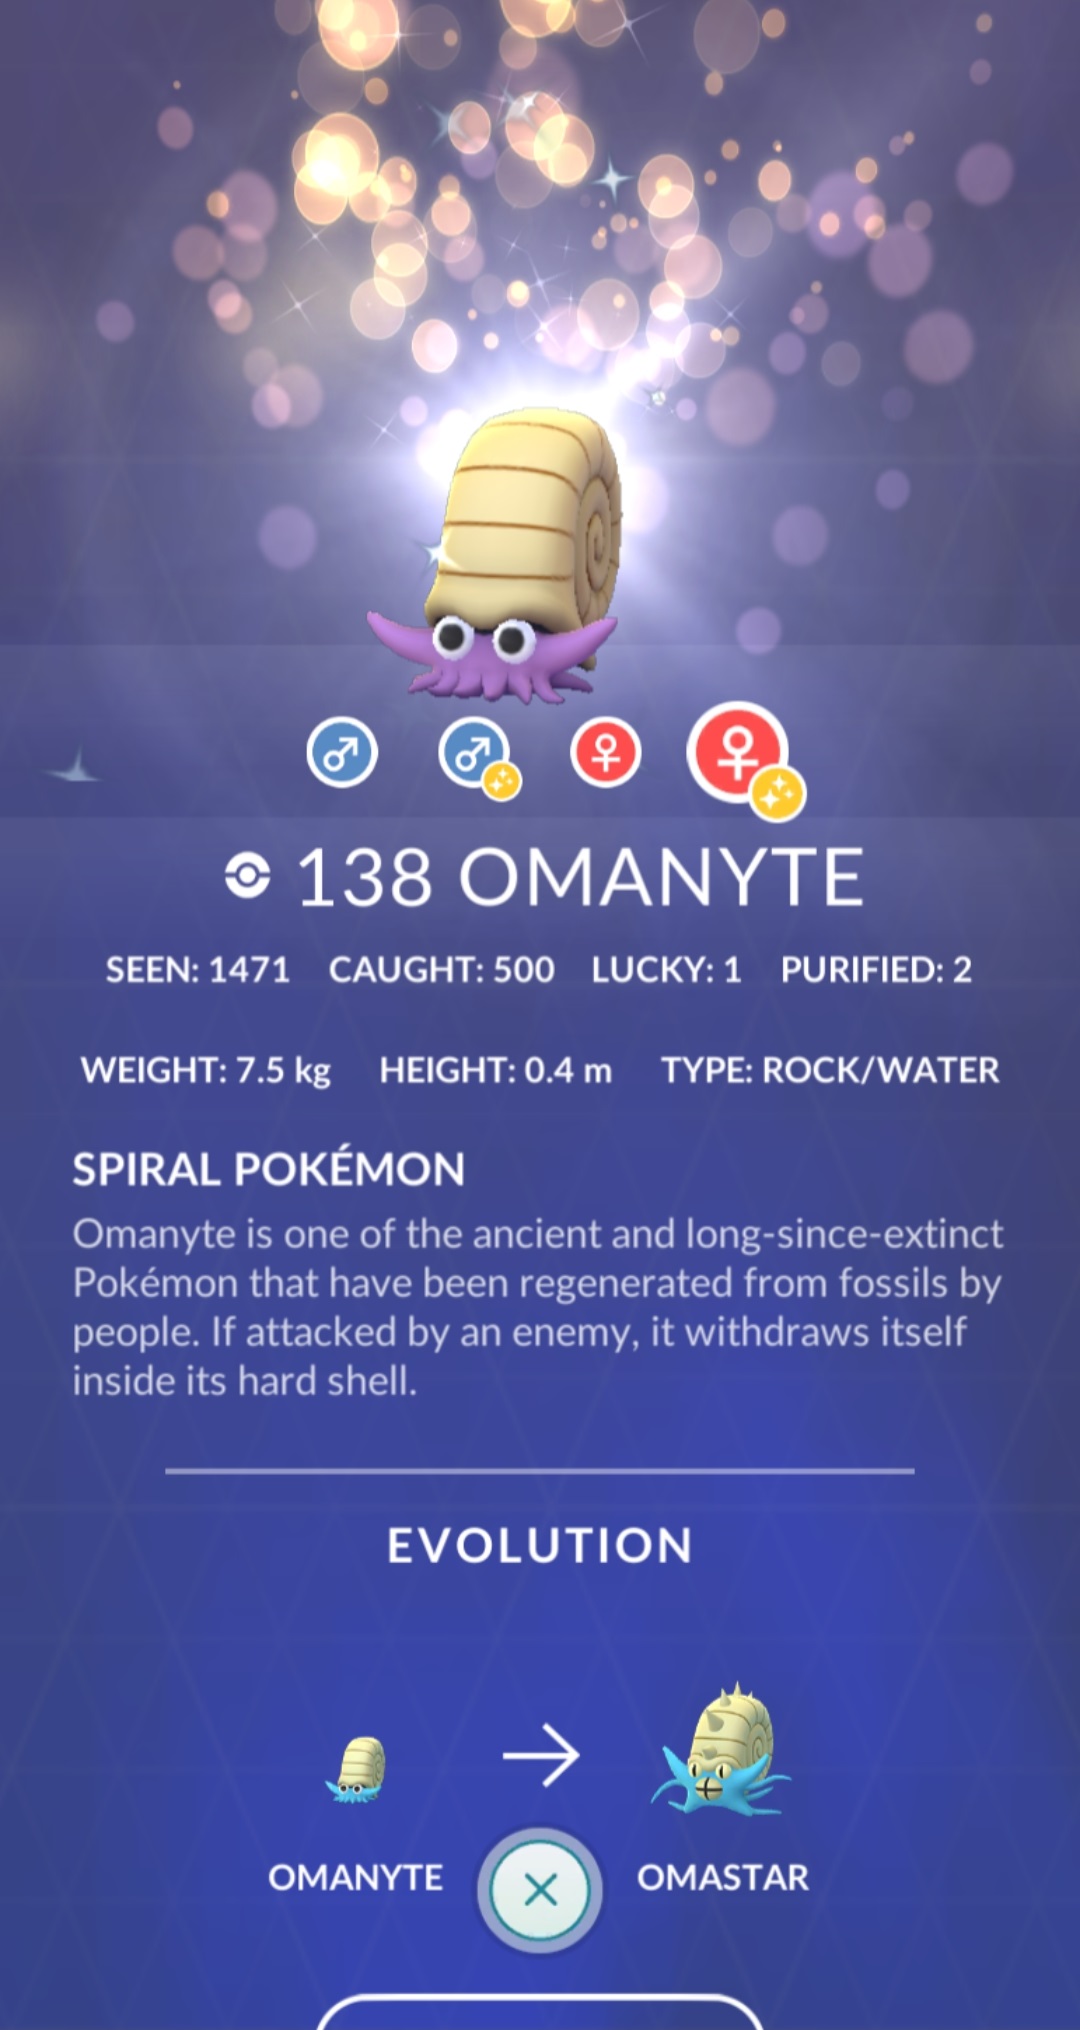 138 OMANYTE
SEEN: 1471 CAUGHT: 500 LUCKY: 1 PURIFIED: 2
WEIGHT: 7.5 kg HEIGHT: 0.4 m TYPE: ROCK/WATER
SPIRAL POKÉMON
Omanyte is one of the ancient and long-since-extinct
Pokémon that have been regenerated from fossils by
people. If attacked by an enemy, it withdraws itself
inside its hard shell.
EVOLUTION
OMANYTE OMASTAR